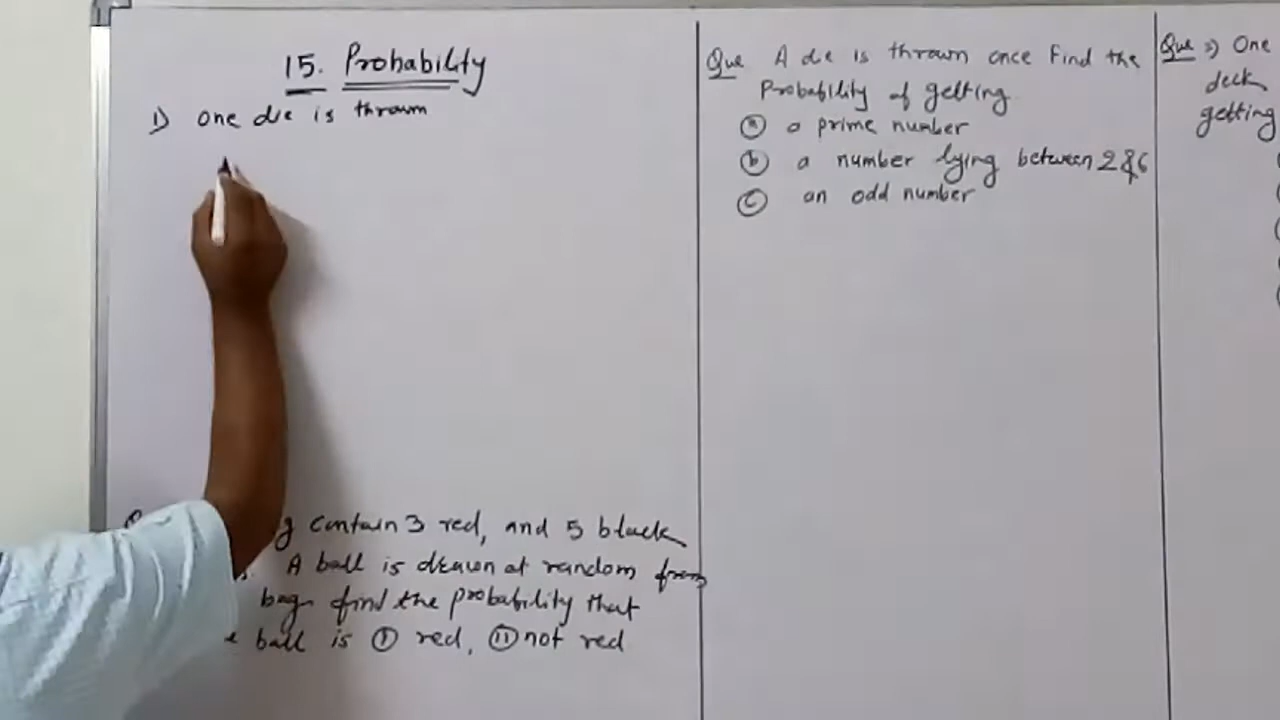 15. Probability
1) One die is thrown
contain 3 red, and 5 black
A ball is drawn at random from
bag find the probability that
ball is (i) red, (ii) not red
Que A die is thrown once Find the
Probability of getting
(a) a prime number
(b) a number lying between 2 & 6
(c) an odd number
Que :) One
deck
getting